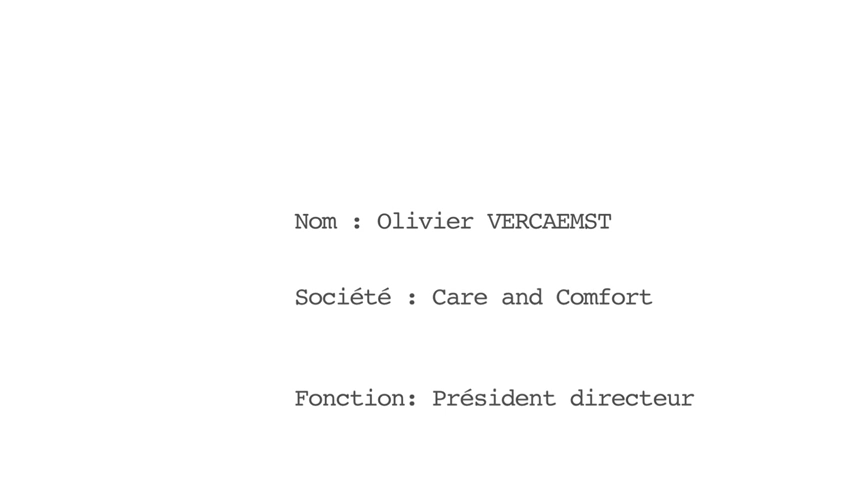 Nom : Olivier VERCAEMST
Société : Care and Comfort
Fonction: Président directeur